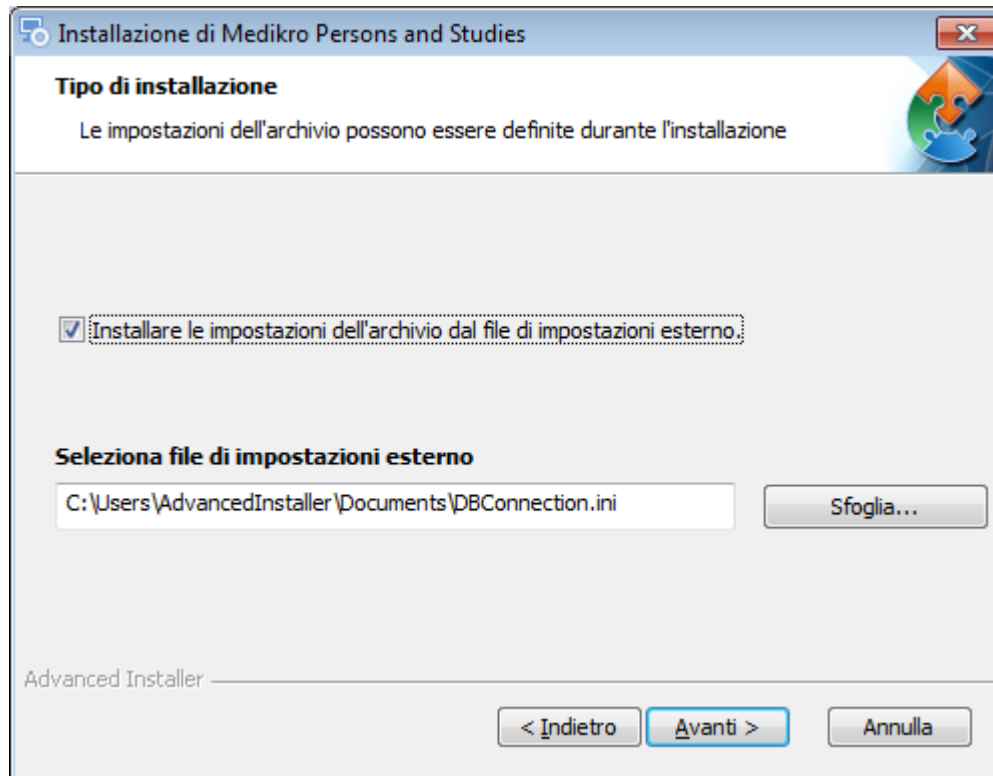 Installazione di Medikro Persons and Studies
Tipo di installazione
Le impostazioni dell'archivio possono essere definite durante l'installazione
Installare le impostazioni dell'archivio dal file di impostazioni esterno.
Seleziona file di impostazioni esterno
C:\Users\AdvancedInstaller\Documents\DBConnection.ini
Sfoglia...
Advanced Installer
< Indietro
Avanti >
Annulla